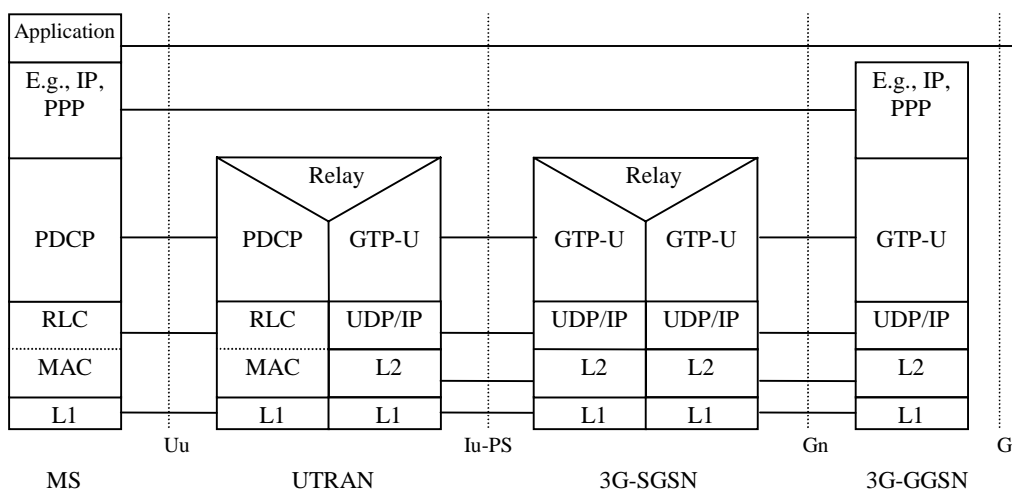 Application
E.g., IP,
PPP
E.g., IP,
PPP
Relay
Relay
PDCP
PDCP
GTP-U
GTP-U
GTP-U
GTP-U
RLC
RLC
UDP/IP
UDP/IP
UDP/IP
UDP/IP
MAC
MAC
L2
L2
L2
L2
L1
L1
L1
L1
L1
L1
Uu
Iu-PS
Gn
G
MS
UTRAN
3G-SGSN
3G-GGSN